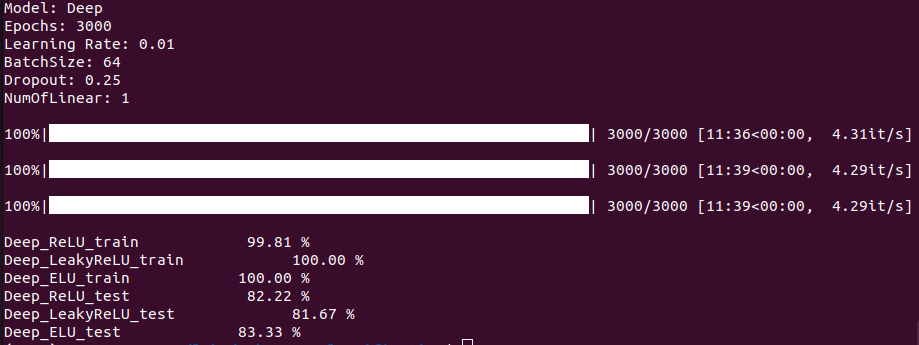 Model: Deep
Epochs: 3000
Learning Rate: 0.01
BatchSize: 64
Dropout: 0.25
NumOfLinear: 1
100%| | 3000/3000 [11:36<00:00,  4.31it/s]
100%| | 3000/3000 [11:39<00:00,  4.29it/s]
100%| | 3000/3000 [11:39<00:00,  4.29it/s]
Deep_ReLU_train 99.81 %
Deep_LeakyReLU_train 100.00 %
Deep_ELU_train 100.00 %
Deep_ReLU_test 82.22 %
Deep_LeakyReLU_test 81.67 %
Deep_ELU_test 83.33 %